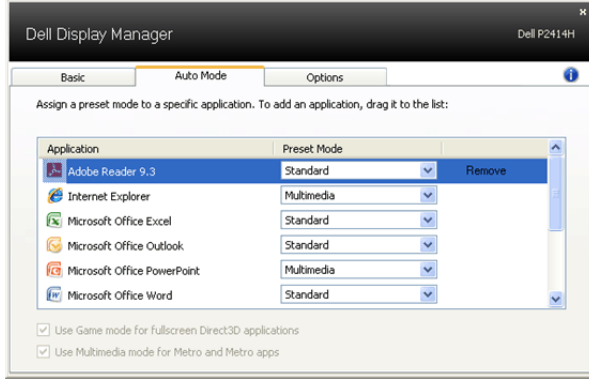 Dell Display Manager
Dell P2414H
Basic
Auto Mode
Options
Assign a preset mode to a specific application. To add an application, drag it to the list:
Application Preset Mode
Adobe Reader 9.3 Standard Remove
Internet Explorer Multimedia
Microsoft Office Excel Standard
Microsoft Office Outlook Standard
Microsoft Office PowerPoint Multimedia
Microsoft Office Word Standard
Use Game mode for fullscreen Direct3D applications
Use Multimedia mode for Metro and Metro apps